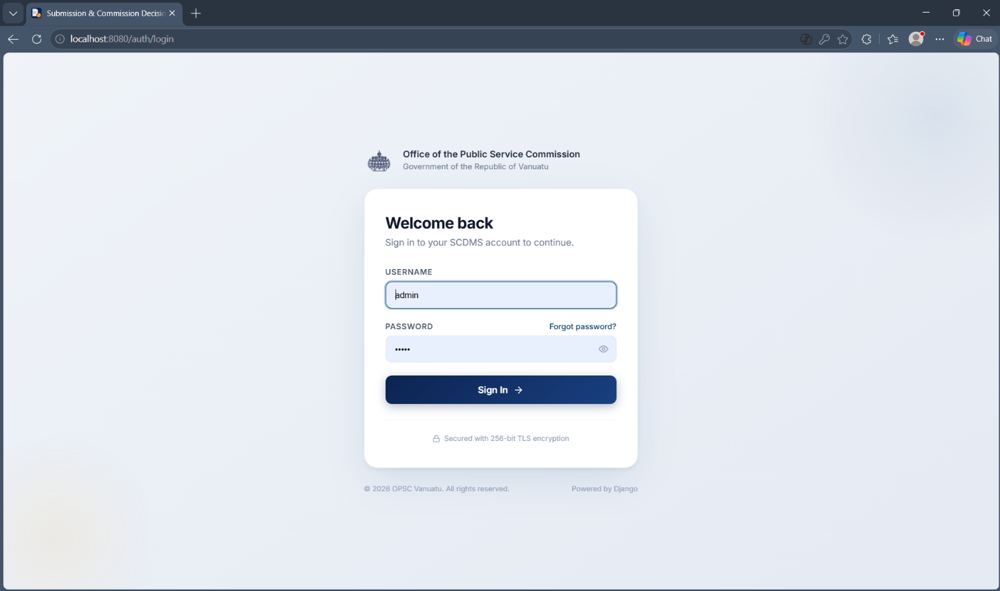 Submission & Commission Decisio
localhost:8080/auth/login
Chat
Office of the Public Service Commission
Government of the Republic of Vanuatu
Welcome back
Sign in to your SCDMS account to continue.
USERNAME
admin
PASSWORD Forgot password?
•••••
Sign In →
Secured with 256-bit TLS encryption
© 2026 OPSC Vanuatu. All rights reserved. Powered by Django